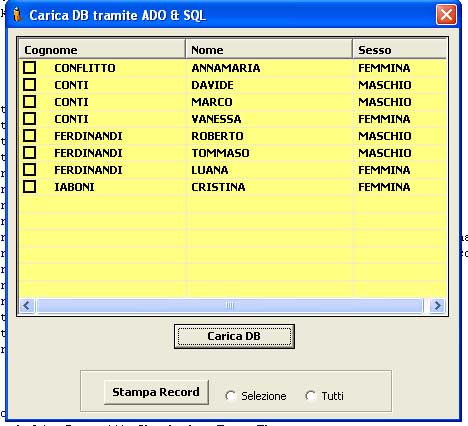 Carica DB tramite ADO & SQL
Cognome Nome Sesso
CONFLITTO ANNAMARIA FEMMINA
CONTI DAVIDE MASCHIO
CONTI MARCO MASCHIO
CONTI VANESSA FEMMINA
FERDINANDI ROBERTO MASCHIO
FERDINANDI TOMMASO MASCHIO
FERDINANDI LUANA FEMMINA
IABONI CRISTINA FEMMINA
Carica DB
Stampa Record Selezione Tutti